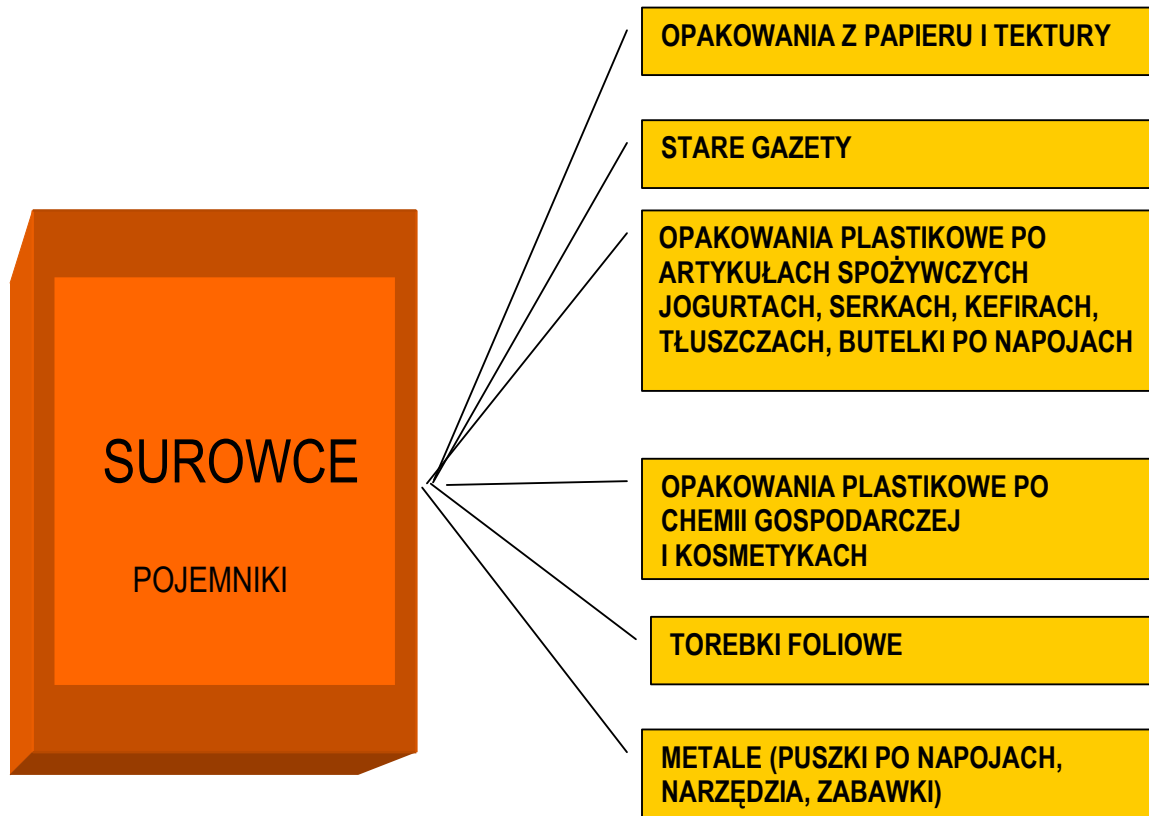 OPAKOWANIA Z PAPIERU I TEKTURY
STARE GAZETY
OPAKOWANIA PLASTIKOWE PO
ARTYKUŁACH SPOŻYWCZYCH
JOGURTACH, SERKACH, KEFIRACH,
TŁUSZCZACH, BUTELKI PO NAPOJACH
SUROWCE
POJEMNIKI
OPAKOWANIA PLASTIKOWE PO
CHEMII GOSPODARCZEJ
I KOSMETYKACH
TOREBKI FOLIOWE
METALE (PUSZKI PO NAPOJACH,
NARZĘDZIA, ZABAWKI)